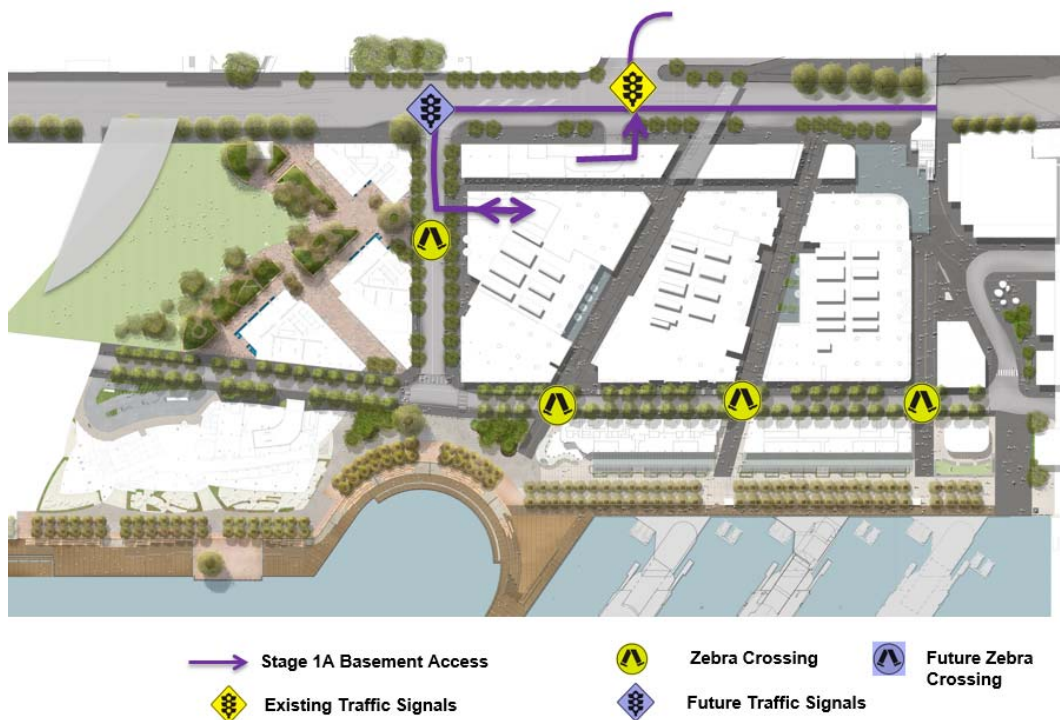 Stage 1A Basement Access
Zebra Crossing
Future Zebra
Crossing
Existing Traffic Signals
Future Traffic Signals